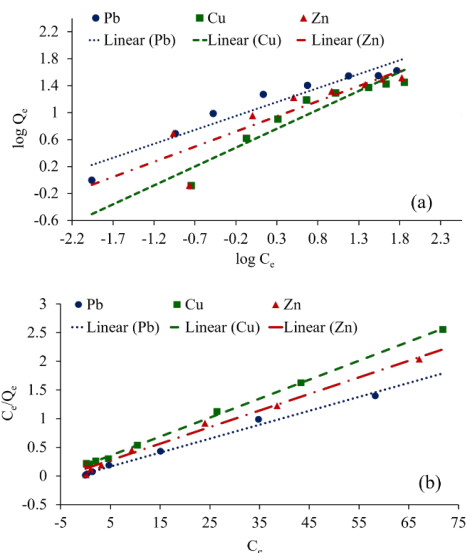 Pb Cu Zn
Linear (Pb) Linear (Cu) Linear (Zn)
2.2
1.8
1.4
1
0.6
0.2
-0.2
-0.6
log Qe
-2.2 -1.7 -1.2 -0.7 -0.2 0.3 0.8 1.3 1.8 2.3
log Ce
(a)
Pb Cu Zn
Linear (Pb) Linear (Cu) Linear (Zn)
3
2.5
2
1.5
1
0.5
0
-0.5
Ce/Qe
-5 5 15 25 35 45 55 65 75
Ce
(b)